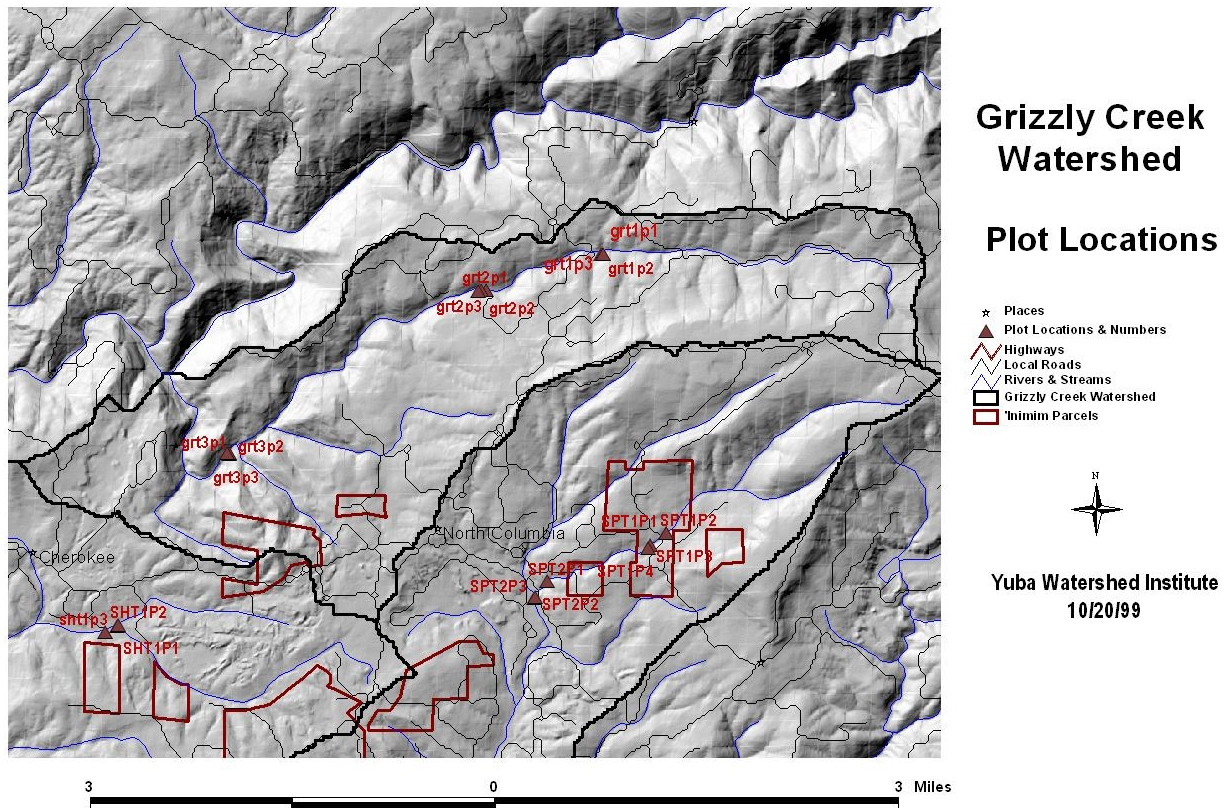 Grizzly Creek
Watershed
Plot Locations
Places
Plot Locations & Numbers
Highways
Local Roads
Rivers & Streams
Grizzly Creek Watershed
'Inimim Parcels
N
Yuba Watershed Institute
10/20/99
grt1p1
grt1p3
grt1p2
grt2p1
grt2p3
grt2p2
grt3p1
grt3p2
grt3p3
North Columbia
Cherokee
SPT1P1
SPT1P2
SPT1P3
SPT1P4
SPT2P1
SPT2P3
SPT2P2
sht1p3
SHT1P2
SHT1P1
3 0 3 Miles